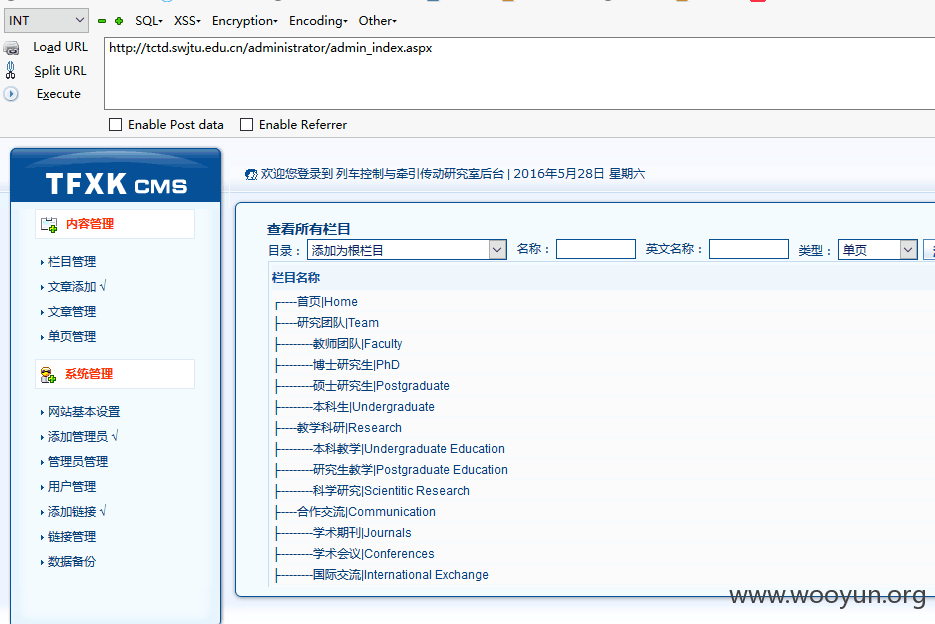 INT SQL XSS Encryption Encoding Other
Load URL http://tctd.swjtu.edu.cn/administrator/admin_index.aspx
Split URL
Execute
Enable Post data Enable Referrer
TFXK CMS
欢迎您登录到 列车控制与牵引传动研究室后台 | 2016年5月28日 星期六
内容管理
栏目管理
文章添加 √
文章管理
单页管理
系统管理
网站基本设置
添加管理员 √
管理员管理
用户管理
添加链接 √
链接管理
数据备份
查看所有栏目
目录： 添加为根栏目 名称： 英文名称： 类型： 单页
栏目名称
┌----首页|Home
├----研究团队|Team
├--------教师团队|Faculty
├--------博士研究生|PhD
├--------硕士研究生|Postgraduate
├--------本科生|Undergraduate
├----教学科研|Research
├--------本科教学|Undergraduate Education
├--------研究生教学|Postgraduate Education
├--------科学研究|Scientitic Research
├----合作交流|Communication
├--------学术期刊|Journals
├--------学术会议|Conferences
├--------国际交流|International Exchange
www.wooyun.org